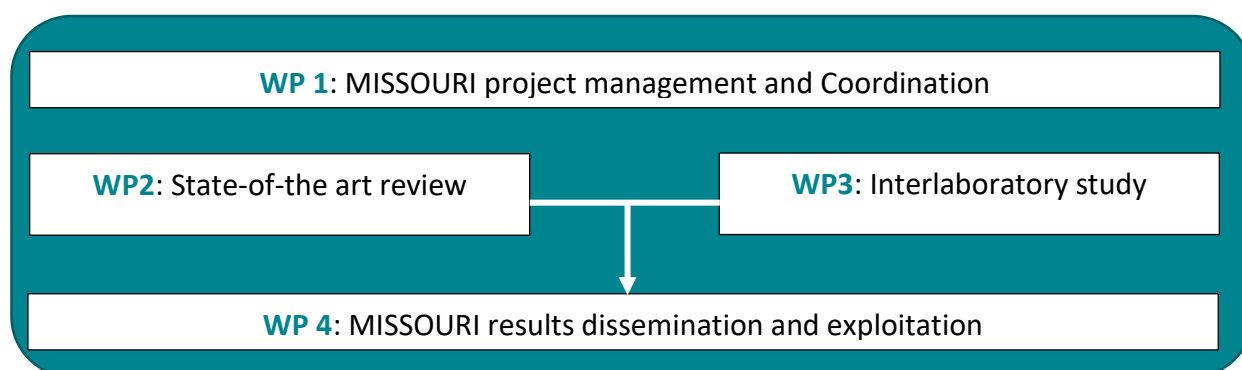 WP 1: MISSOURI project management and Coordination
WP2: State-of-the art review
WP3: Interlaboratory study
WP 4: MISSOURI results dissemination and exploitation